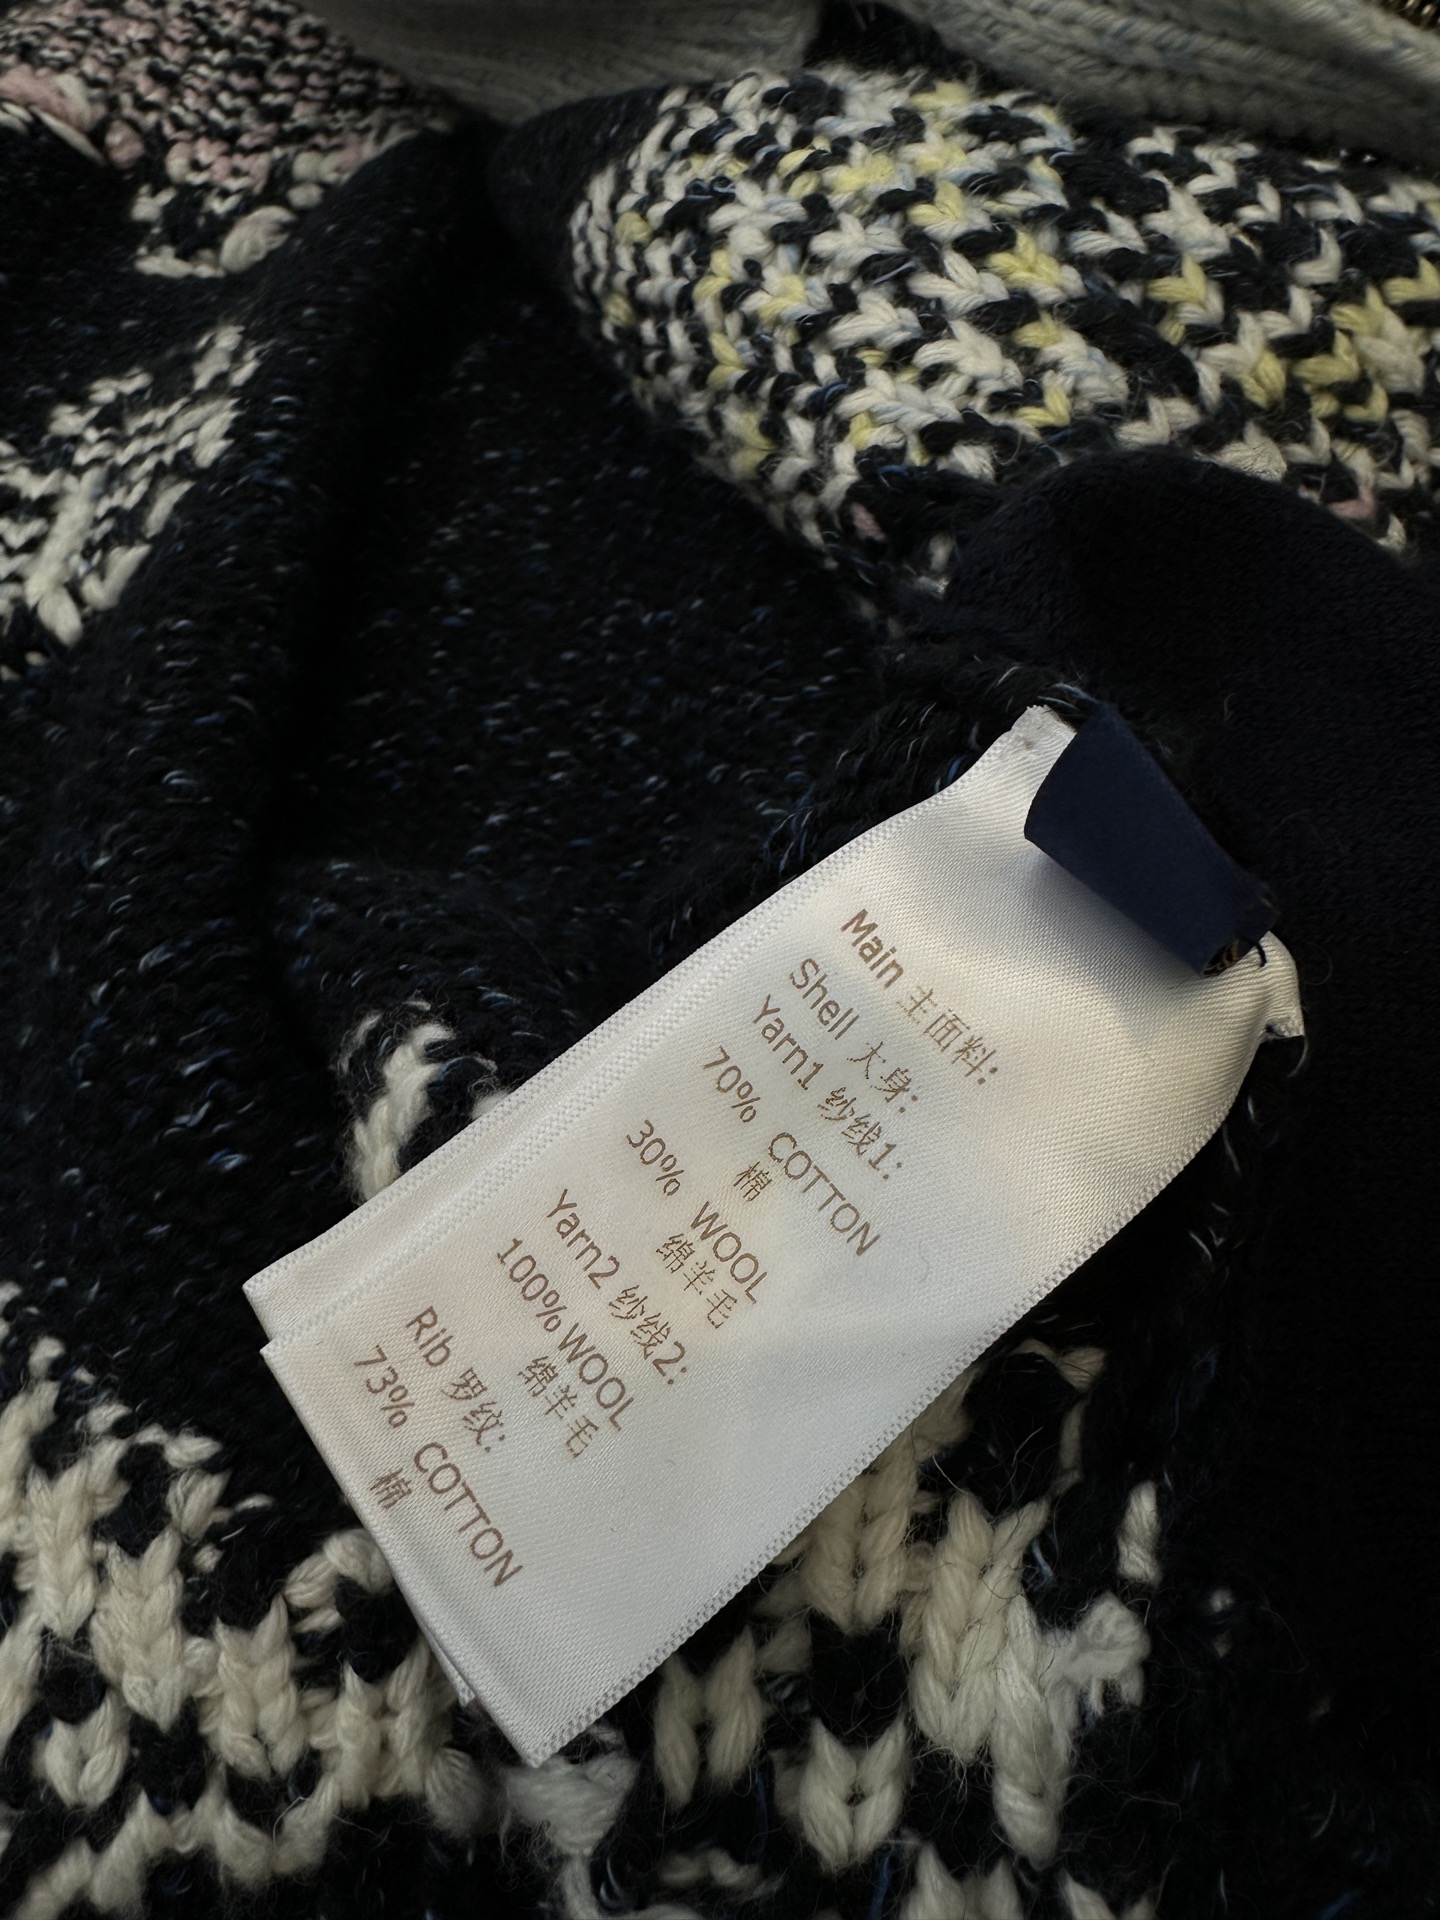 Main 主面料:
Shell 大身:
Yarn1 纱线1:
70% COTTON
棉
30% WOOL
绵羊毛
Yarn2 纱线2:
100% WOOL
绵羊毛
Rib 罗纹:
73% COTTON
棉